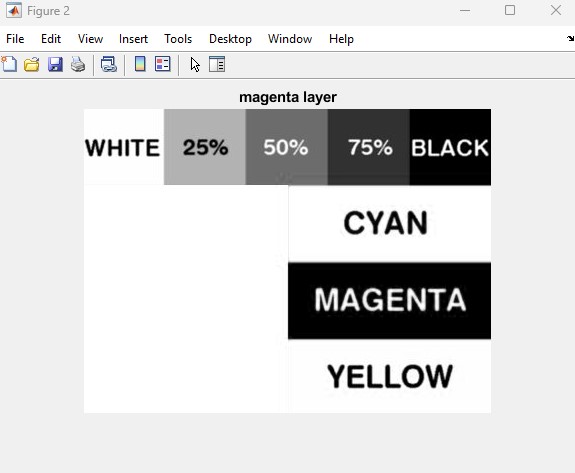 Figure 2
File Edit View Insert Tools Desktop Window Help
magenta layer
WHITE 25% 50% 75% BLACK
CYAN
MAGENTA
YELLOW